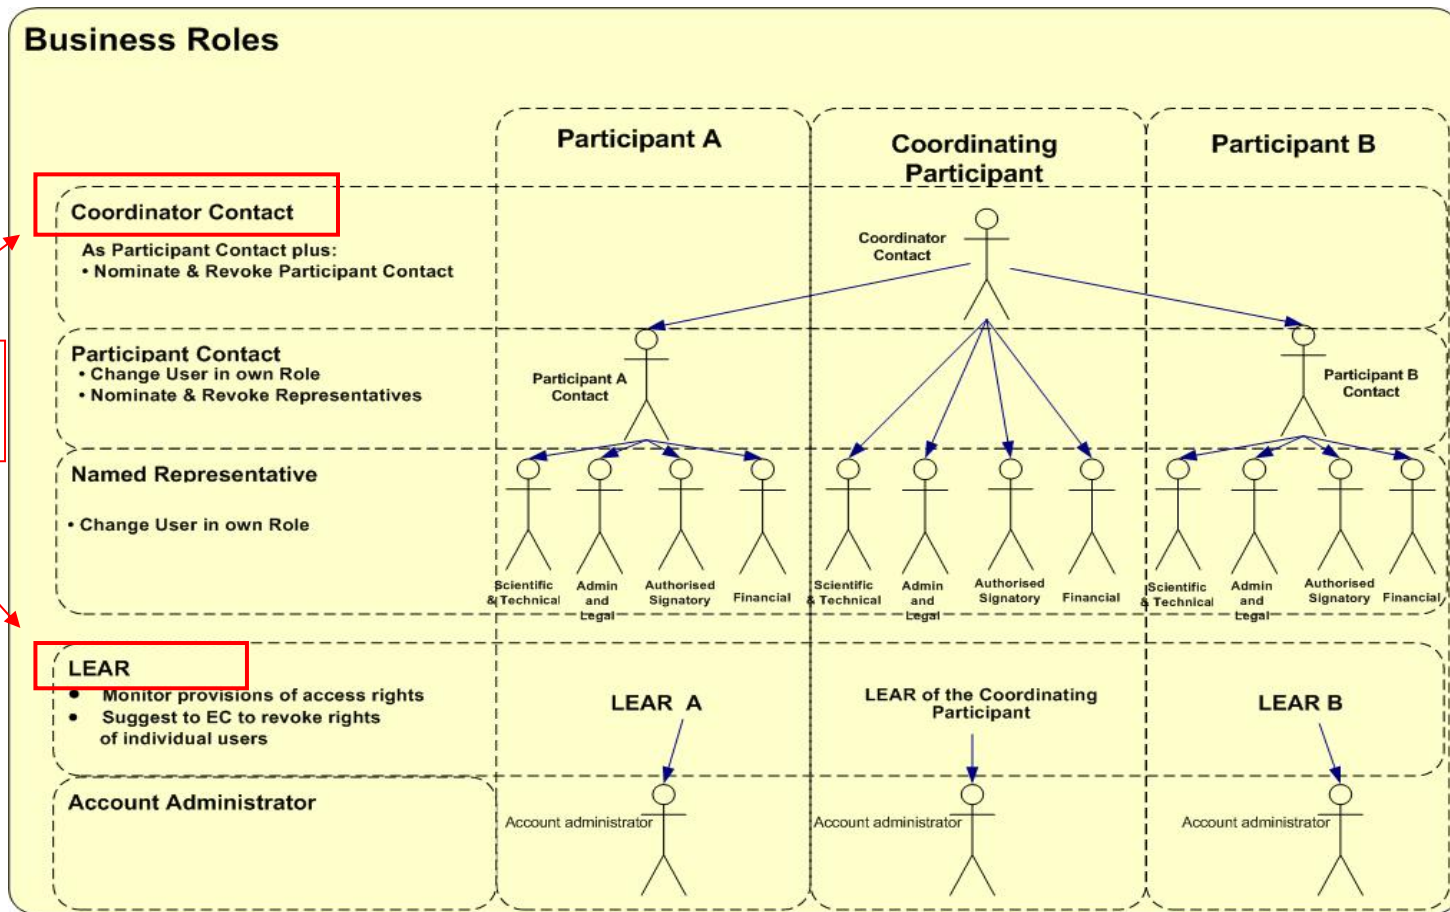 Business Roles
Participant A
Coordinating
Participant
Participant B
Coordinator Contact
As Participant Contact plus:
• Nominate & Revoke Participant Contact
Coordinator
Contact
Participant Contact
• Change User in own Role
• Nominate & Revoke Representatives
Participant A
Contact
Participant B
Contact
Named Representative
• Change User in own Role
Scientific
& Technical
Admin
and
Legal
Authorised
Signatory
Financial
Scientific
& Technical
Admin
and
Legal
Authorised
Signatory
Financial
Scientific
& Technical
Admin
and
Legal
Authorised
Signatory
Financial
LEAR
• Monitor provisions of access rights
• Suggest to EC to revoke rights
of individual users
LEAR A
LEAR of the Coordinating
Participant
LEAR B
Account Administrator
Account administrator
Account administrator
Account administrator